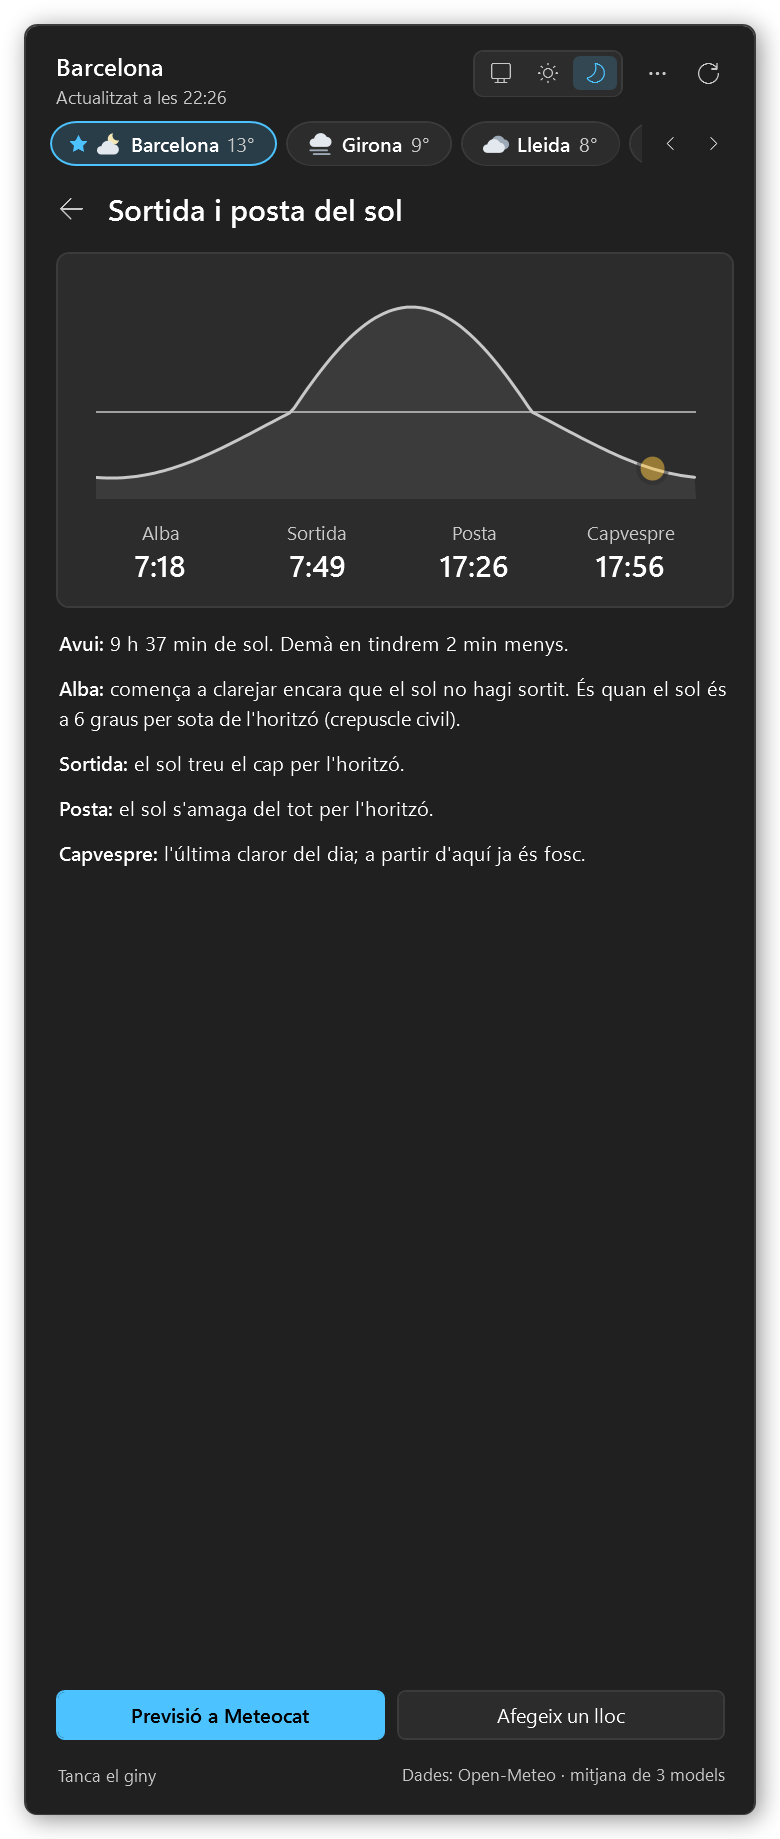 Barcelona
Actualitzat a les 22:26
Barcelona 13°
Girona 9°
Lleida 8°
Sortida i posta del sol
Alba
Sortida
Posta
Capvespre
7:18
7:49
17:26
17:56
Avui: 9 h 37 min de sol. Demà en tindrem 2 min menys.
Alba: comença a clarejar encara que el sol no hagi sortit. És quan el sol és
a 6 graus per sota de l'horitzó (crepuscle civil).
Sortida: el sol treu el cap per l'horitzó.
Posta: el sol s'amaga del tot per l'horitzó.
Capvespre: l'última claror del dia; a partir d'aquí ja és fosc.
Previsió a Meteocat
Afegeix un lloc
Tanca el giny
Dades: Open-Meteo · mitjana de 3 models